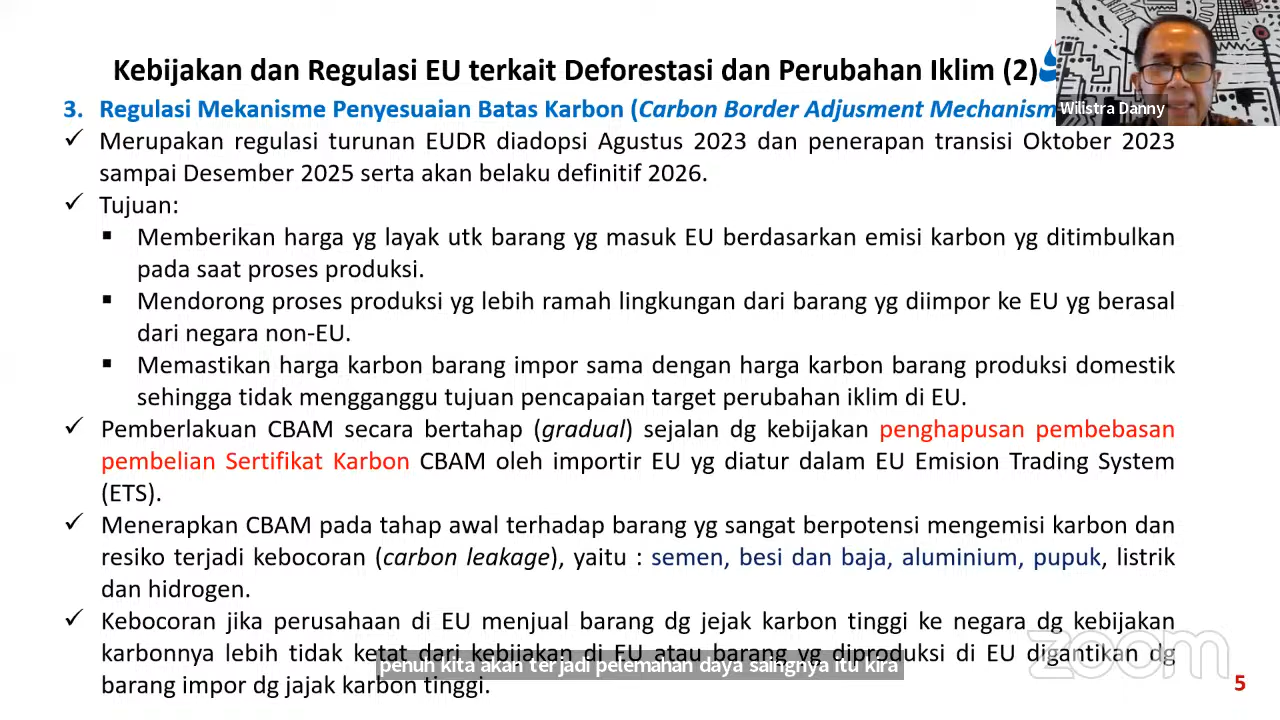 Kebijakan dan Regulasi EU terkait Deforestasi dan Perubahan Iklim (2)
Wilistra Danny
3. Regulasi Mekanisme Penyesuaian Batas Karbon (Carbon Border Adjusment Mechanism
✓ Merupakan regulasi turunan EUDR diadopsi Agustus 2023 dan penerapan transisi Oktober 2023
sampai Desember 2025 serta akan belaku definitif 2026.
✓ Tujuan:
▪ Memberikan harga yg layak utk barang yg masuk EU berdasarkan emisi karbon yg ditimbulkan
pada saat proses produksi.
▪ Mendorong proses produksi yg lebih ramah lingkungan dari barang yg diimpor ke EU yg berasal
dari negara non-EU.
▪ Memastikan harga karbon barang impor sama dengan harga karbon barang produksi domestik
sehingga tidak mengganggu tujuan pencapaian target perubahan iklim di EU.
✓ Pemberlakuan CBAM secara bertahap (gradual) sejalan dg kebijakan penghapusan pembebasan
pembelian Sertifikat Karbon CBAM oleh importir EU yg diatur dalam EU Emision Trading System
(ETS).
✓ Menerapkan CBAM pada tahap awal terhadap barang yg sangat berpotensi mengemisi karbon dan
resiko terjadi kebocoran (carbon leakage), yaitu : semen, besi dan baja, aluminium, pupuk, listrik
dan hidrogen.
✓ Kebocoran jika perusahaan di EU menjual barang dg jejak karbon tinggi ke negara dg kebijakan
karbonnya lebih tidak ketat dari kebijakan di EU atau barang yg diproduksi di EU digantikan dg
barang impor dg jajak karbon tinggi.
penuh kita akan terjadi pelemahan daya saingnya itu kira
zoom
5